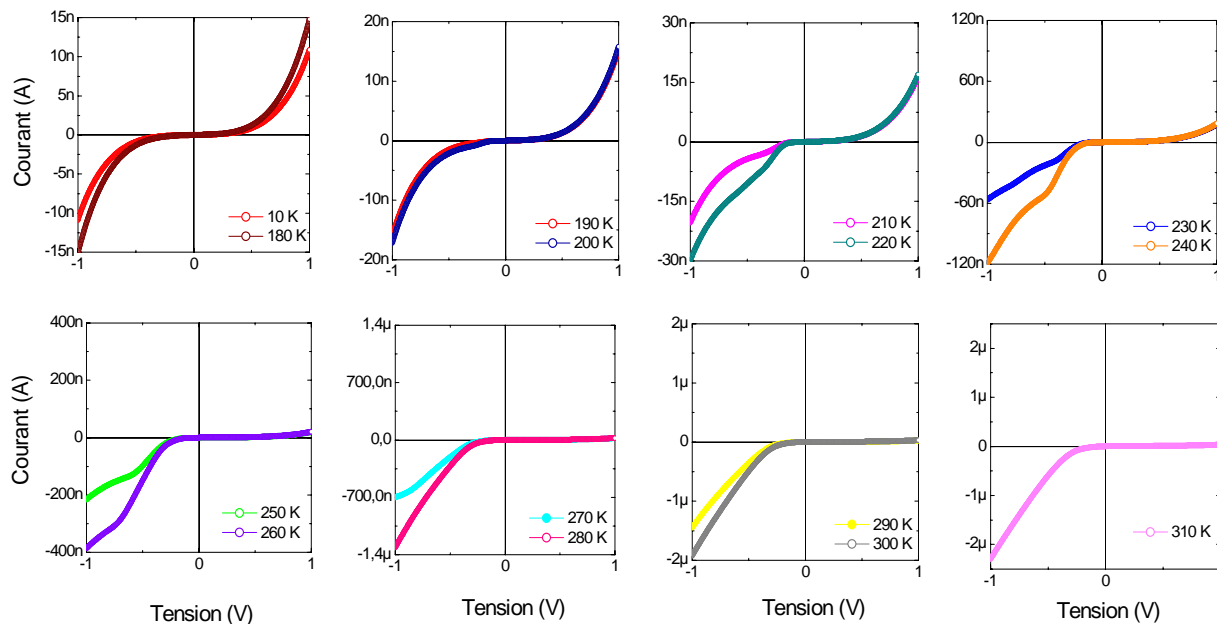 Courant (A)
15n
10n
5n
0
-5n
-10n
15n
-1
0
1
10 K
180 K
20n
10n
0
-10n
-20n
-1
0
1
190 K
200 K
30n
15n
0
-15n
-30n
-1
0
1
210 K
220 K
120n
60n
0
-60n
-120n
-1
0
1
230 K
240 K
Courant (A)
400n
200n
0
-200n
-400n
-1
0
1
250 K
260 K
Tension (V)
1,4µ
700,0n
0,0
-700,0n
-1,4µ
-1
0
1
270 K
280 K
Tension (V)
2µ
1µ
0
-1µ
-2µ
-1
0
1
290 K
300 K
Tension (V)
2µ
1µ
0
-1µ
-2µ
-1
0
1
310 K
Tension (V)